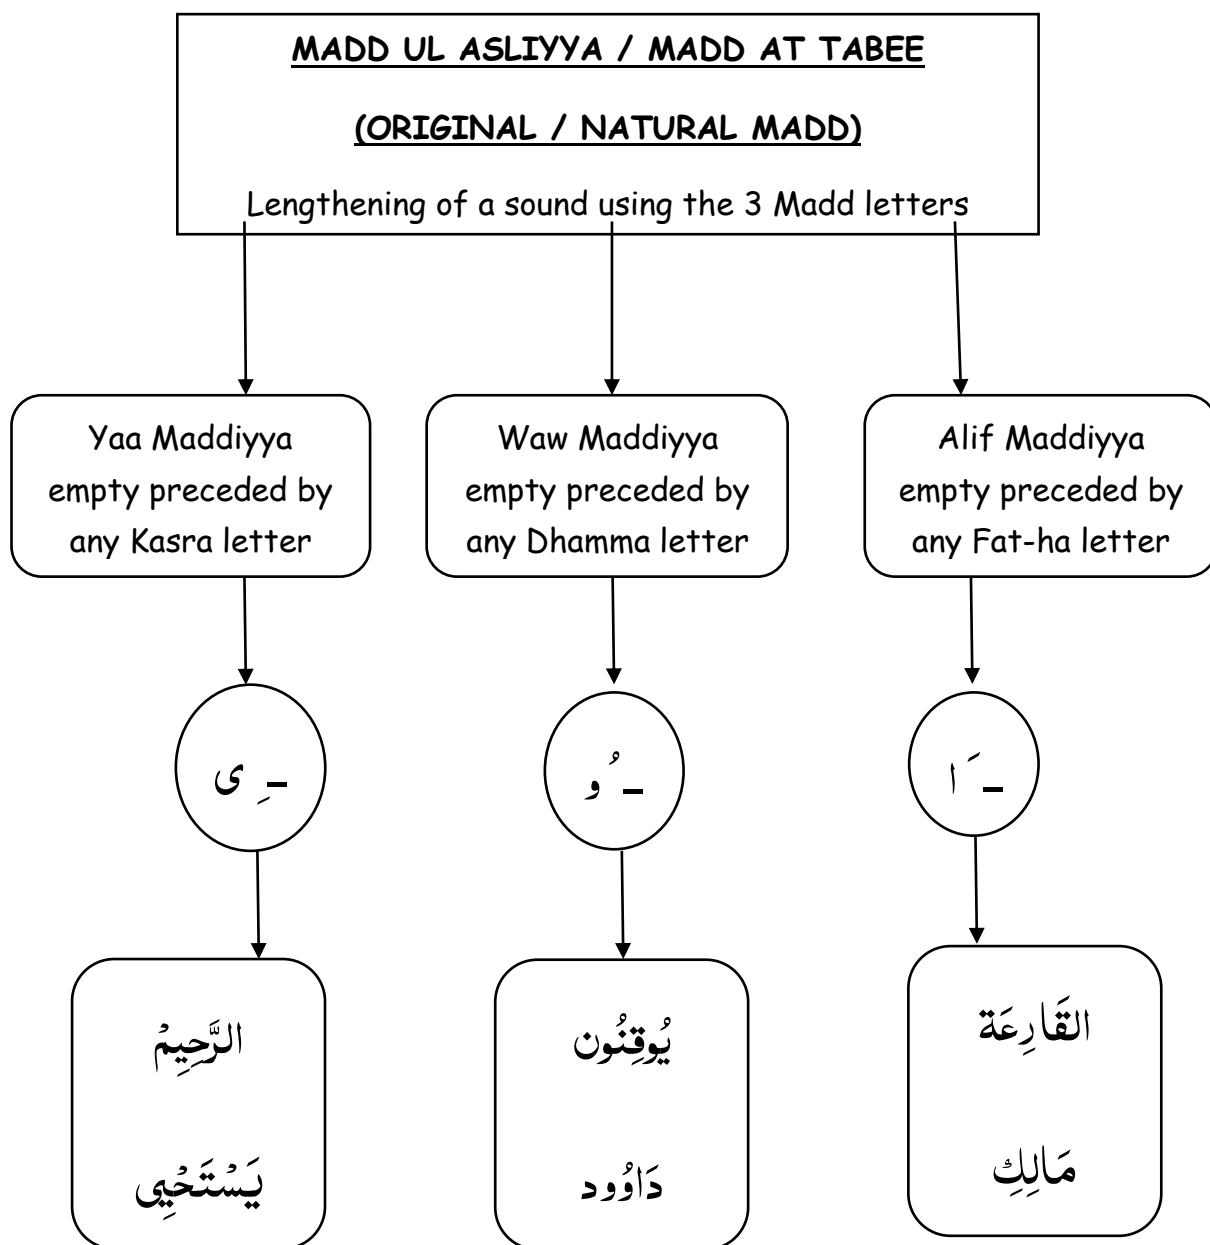 MADD UL ASLIYYA / MADD AT TABEE
(ORIGINAL / NATURAL MADD)
Lengthening of a sound using the 3 Madd letters
Yaa Maddiyya
empty preceded by
any Kasra letter
Waw Maddiyya
empty preceded by
any Dhamma letter
Alif Maddiyya
empty preceded by
any Fat-ha letter
ـ ِ ى
ـ ُ و
ـ َ ا
الرَّحِيِمْ
يَسْتَحْيِى
يُوقِنُون
دَاوُود
القَارِعَة
مَالِكِ